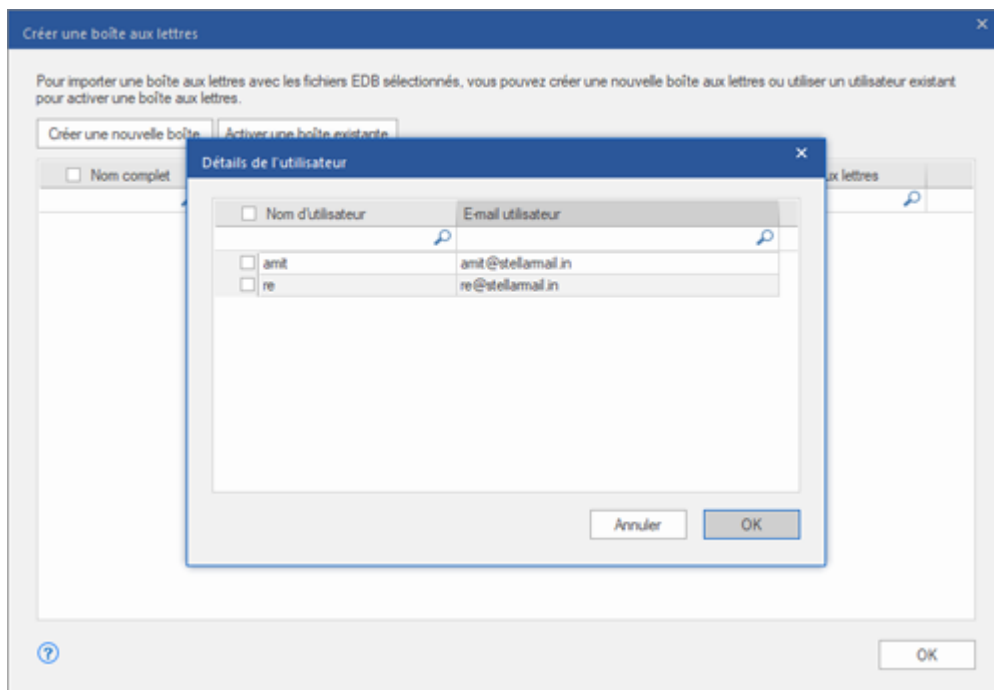 Créer une boîte aux lettres
Pour importer une boîte aux lettres avec les fichiers EDB sélectionnés, vous pouvez créer une nouvelle boîte aux lettres ou utiliser un utilisateur existant
pour activer une boîte aux lettres.
Créer une nouvelle boîte Activer une boîte existante
Nom complet
lettres
Détails de l'utilisateur
Nom d'utilisateur E-mail utilisateur
amit amit@stellarmail.in
re re@stellarmail.in
Annuler OK
? OK